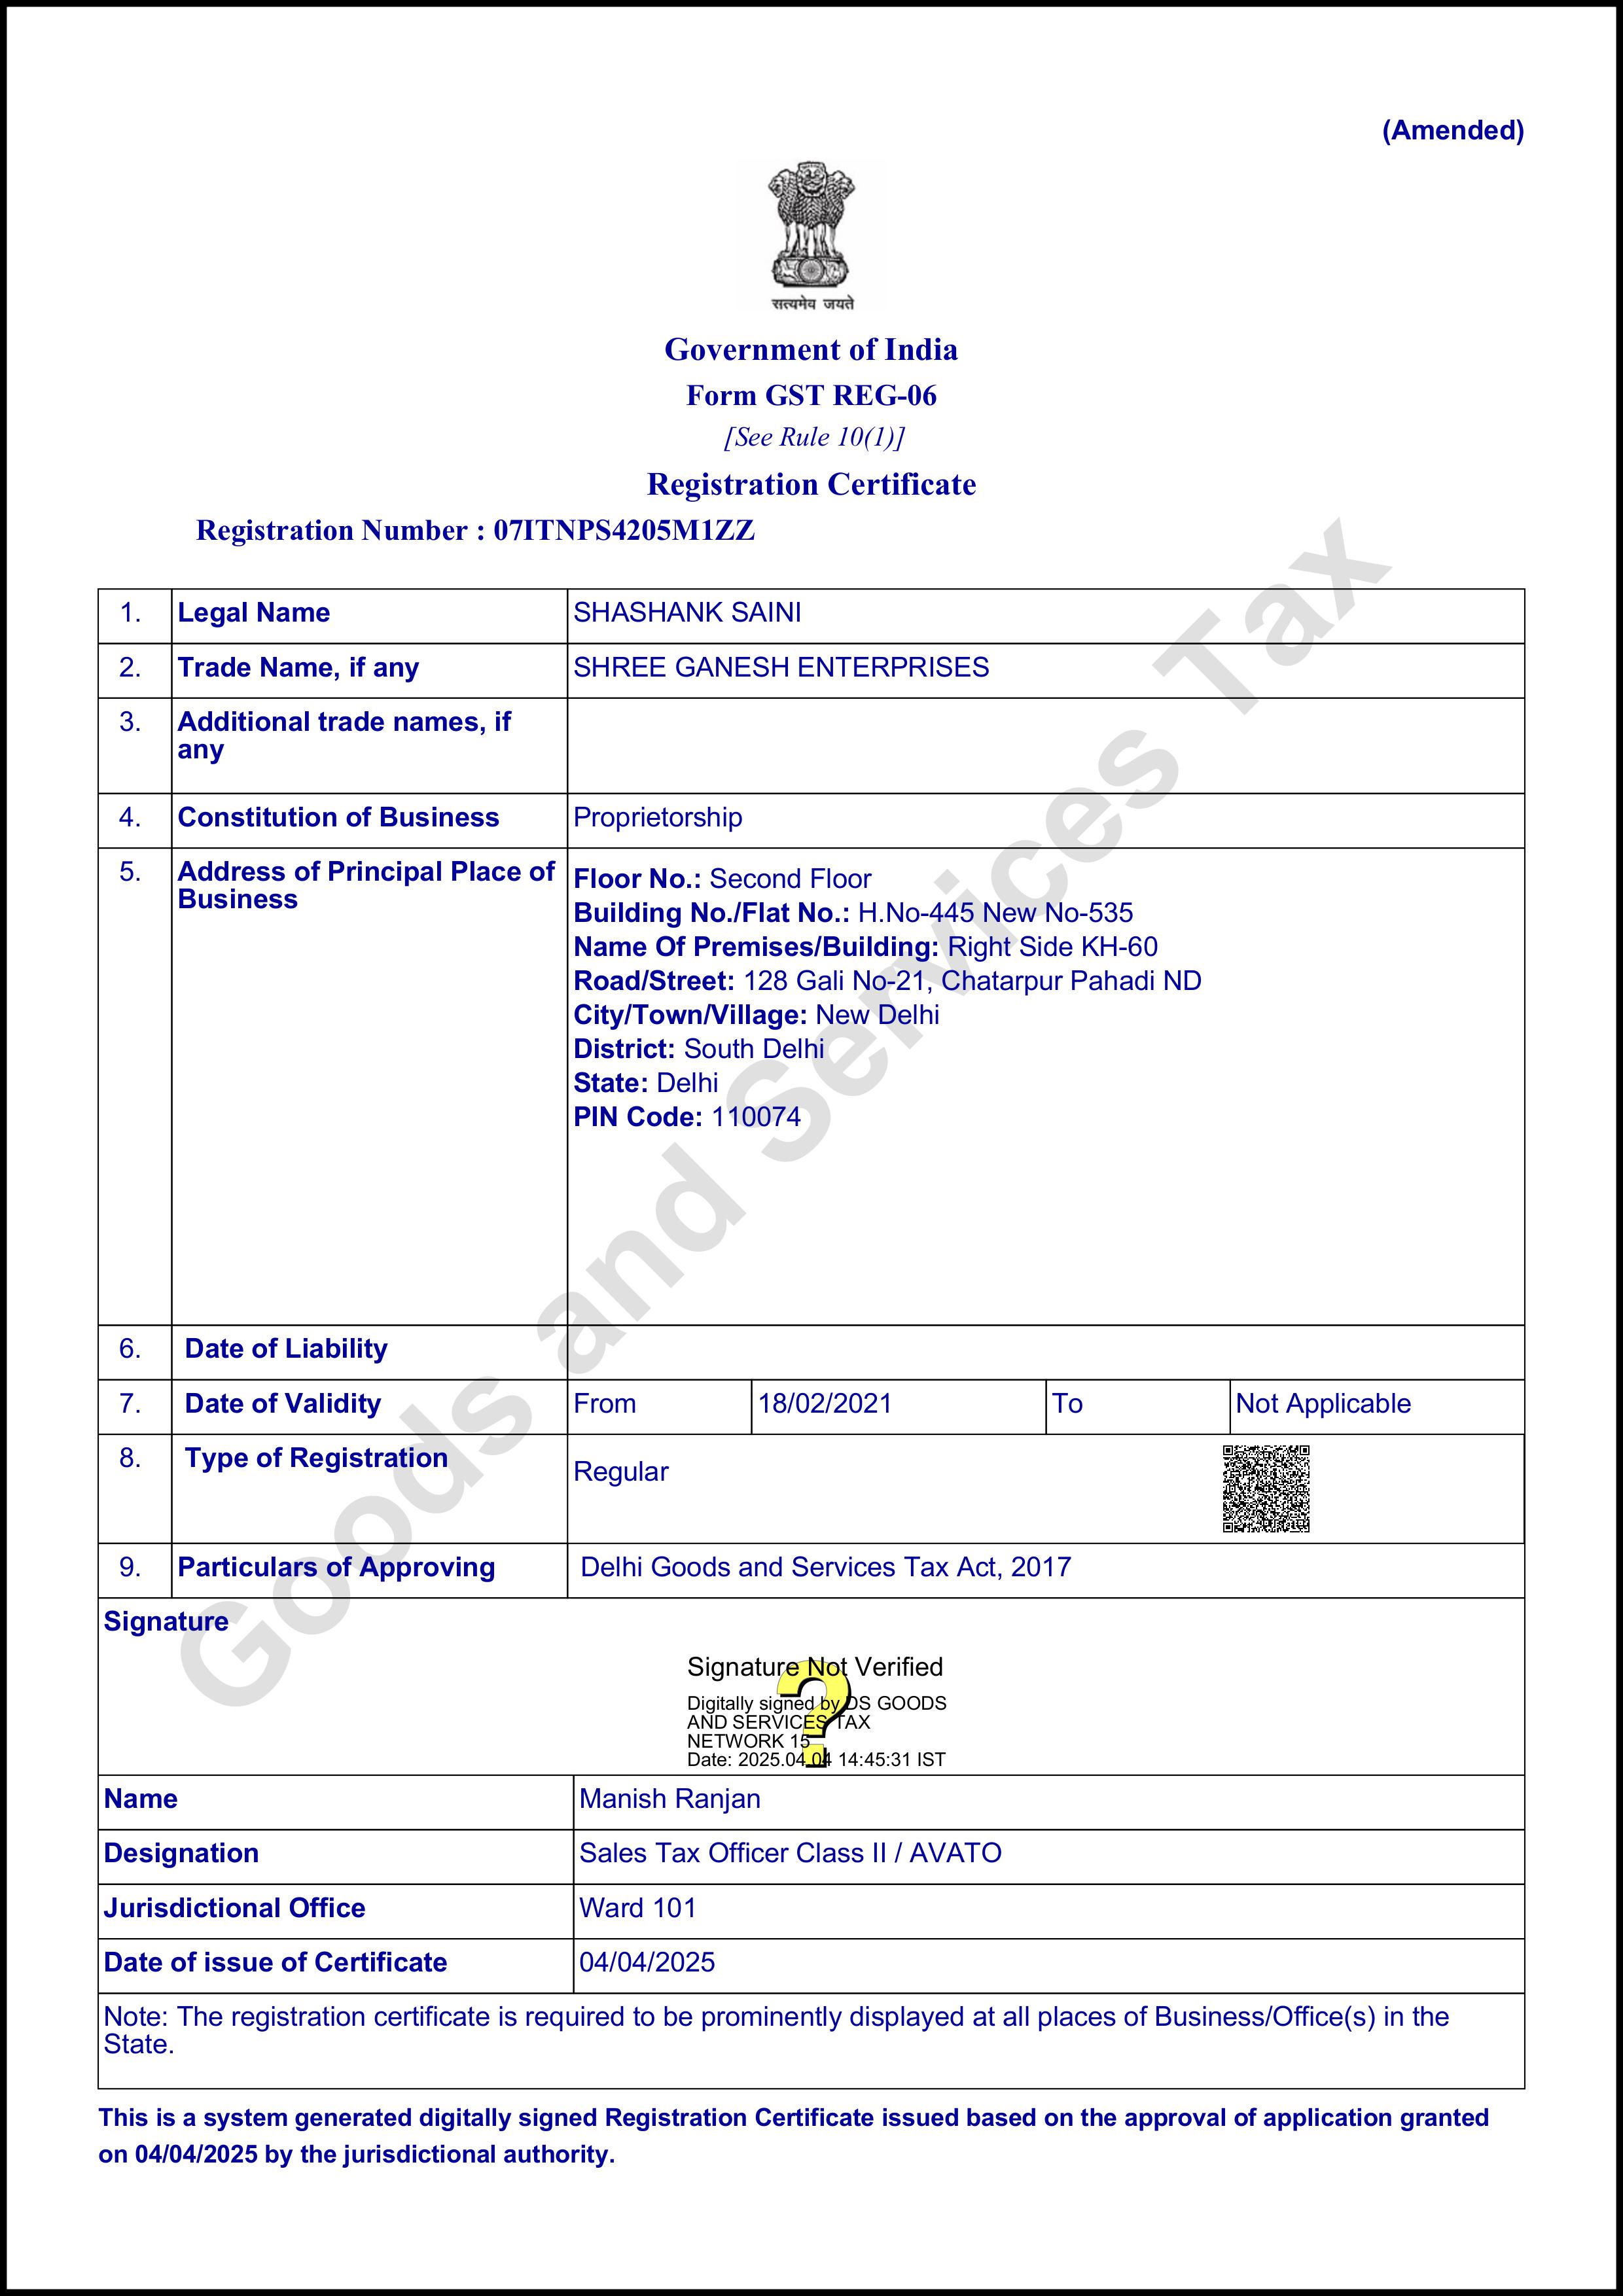 (Amended)
सत्यमेव जयते
Government of India
Form GST REG-06
[See Rule 10(1)]
Registration Certificate
Registration Number : 07ITNPS4205M1ZZ
1. Legal Name SHASHANK SAINI
2. Trade Name, if any SHREE GANESH ENTERPRISES
3. Additional trade names, if
any
4. Constitution of Business Proprietorship
5. Address of Principal Place of
Business
Floor No.: Second Floor
Building No./Flat No.: H.No-445 New No-535
Name Of Premises/Building: Right Side KH-60
Road/Street: 128 Gali No-21, Chatarpur Pahadi ND
City/Town/Village: New Delhi
District: South Delhi
State: Delhi
PIN Code: 110074
6. Date of Liability
7. Date of Validity From 18/02/2021 To Not Applicable
8. Type of Registration Regular
9. Particulars of Approving Delhi Goods and Services Tax Act, 2017
Signature
Signature Not Verified
Digitally signed by DS GOODS
AND SERVICES TAX
NETWORK 15
Date: 2025.04.04 14:45:31 IST
Name Manish Ranjan
Designation Sales Tax Officer Class II / AVATO
Jurisdictional Office Ward 101
Date of issue of Certificate 04/04/2025
Note: The registration certificate is required to be prominently displayed at all places of Business/Office(s) in the
State.
This is a system generated digitally signed Registration Certificate issued based on the approval of application granted
on 04/04/2025 by the jurisdictional authority.
Goods and Services Tax